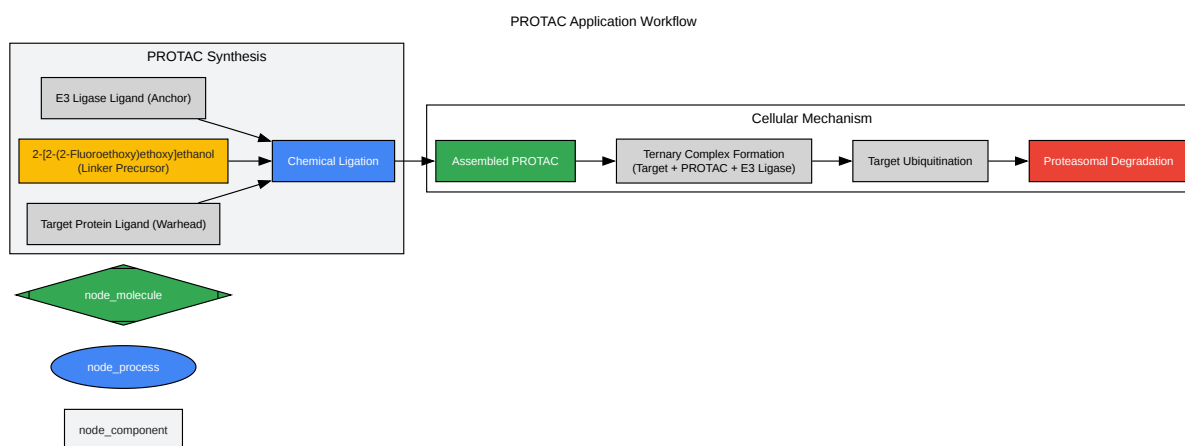 PROTAC Application Workflow
PROTAC Synthesis
E3 Ligase Ligand (Anchor)
2-[2-(2-Fluoroethoxy)ethoxy]ethanol
(Linker Precursor)
Target Protein Ligand (Warhead)
Chemical Ligation
Cellular Mechanism
Assembled PROTAC
Ternary Complex Formation
(Target + PROTAC + E3 Ligase)
Target Ubiquitination
Proteasomal Degradation
node_molecule
node_process
node_component